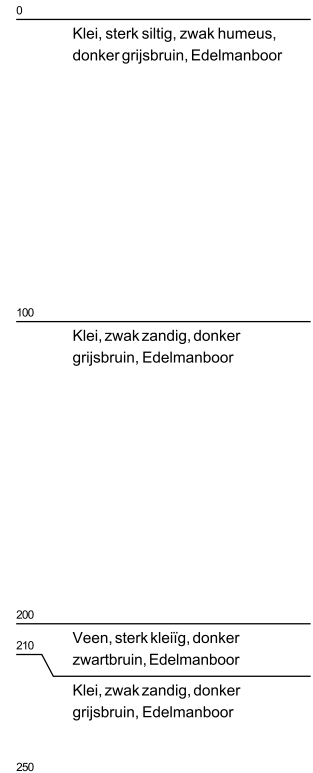 0
Klei, sterk siltig, zwak humeus,
donker grijsbruin, Edelmanboor
100
Klei, zwak zandig, donker
grijsbruin, Edelmanboor
200
Veen, sterk kleiïg, donker
210
zwartbruin, Edelmanboor
Klei, zwak zandig, donker
grijsbruin, Edelmanboor
250